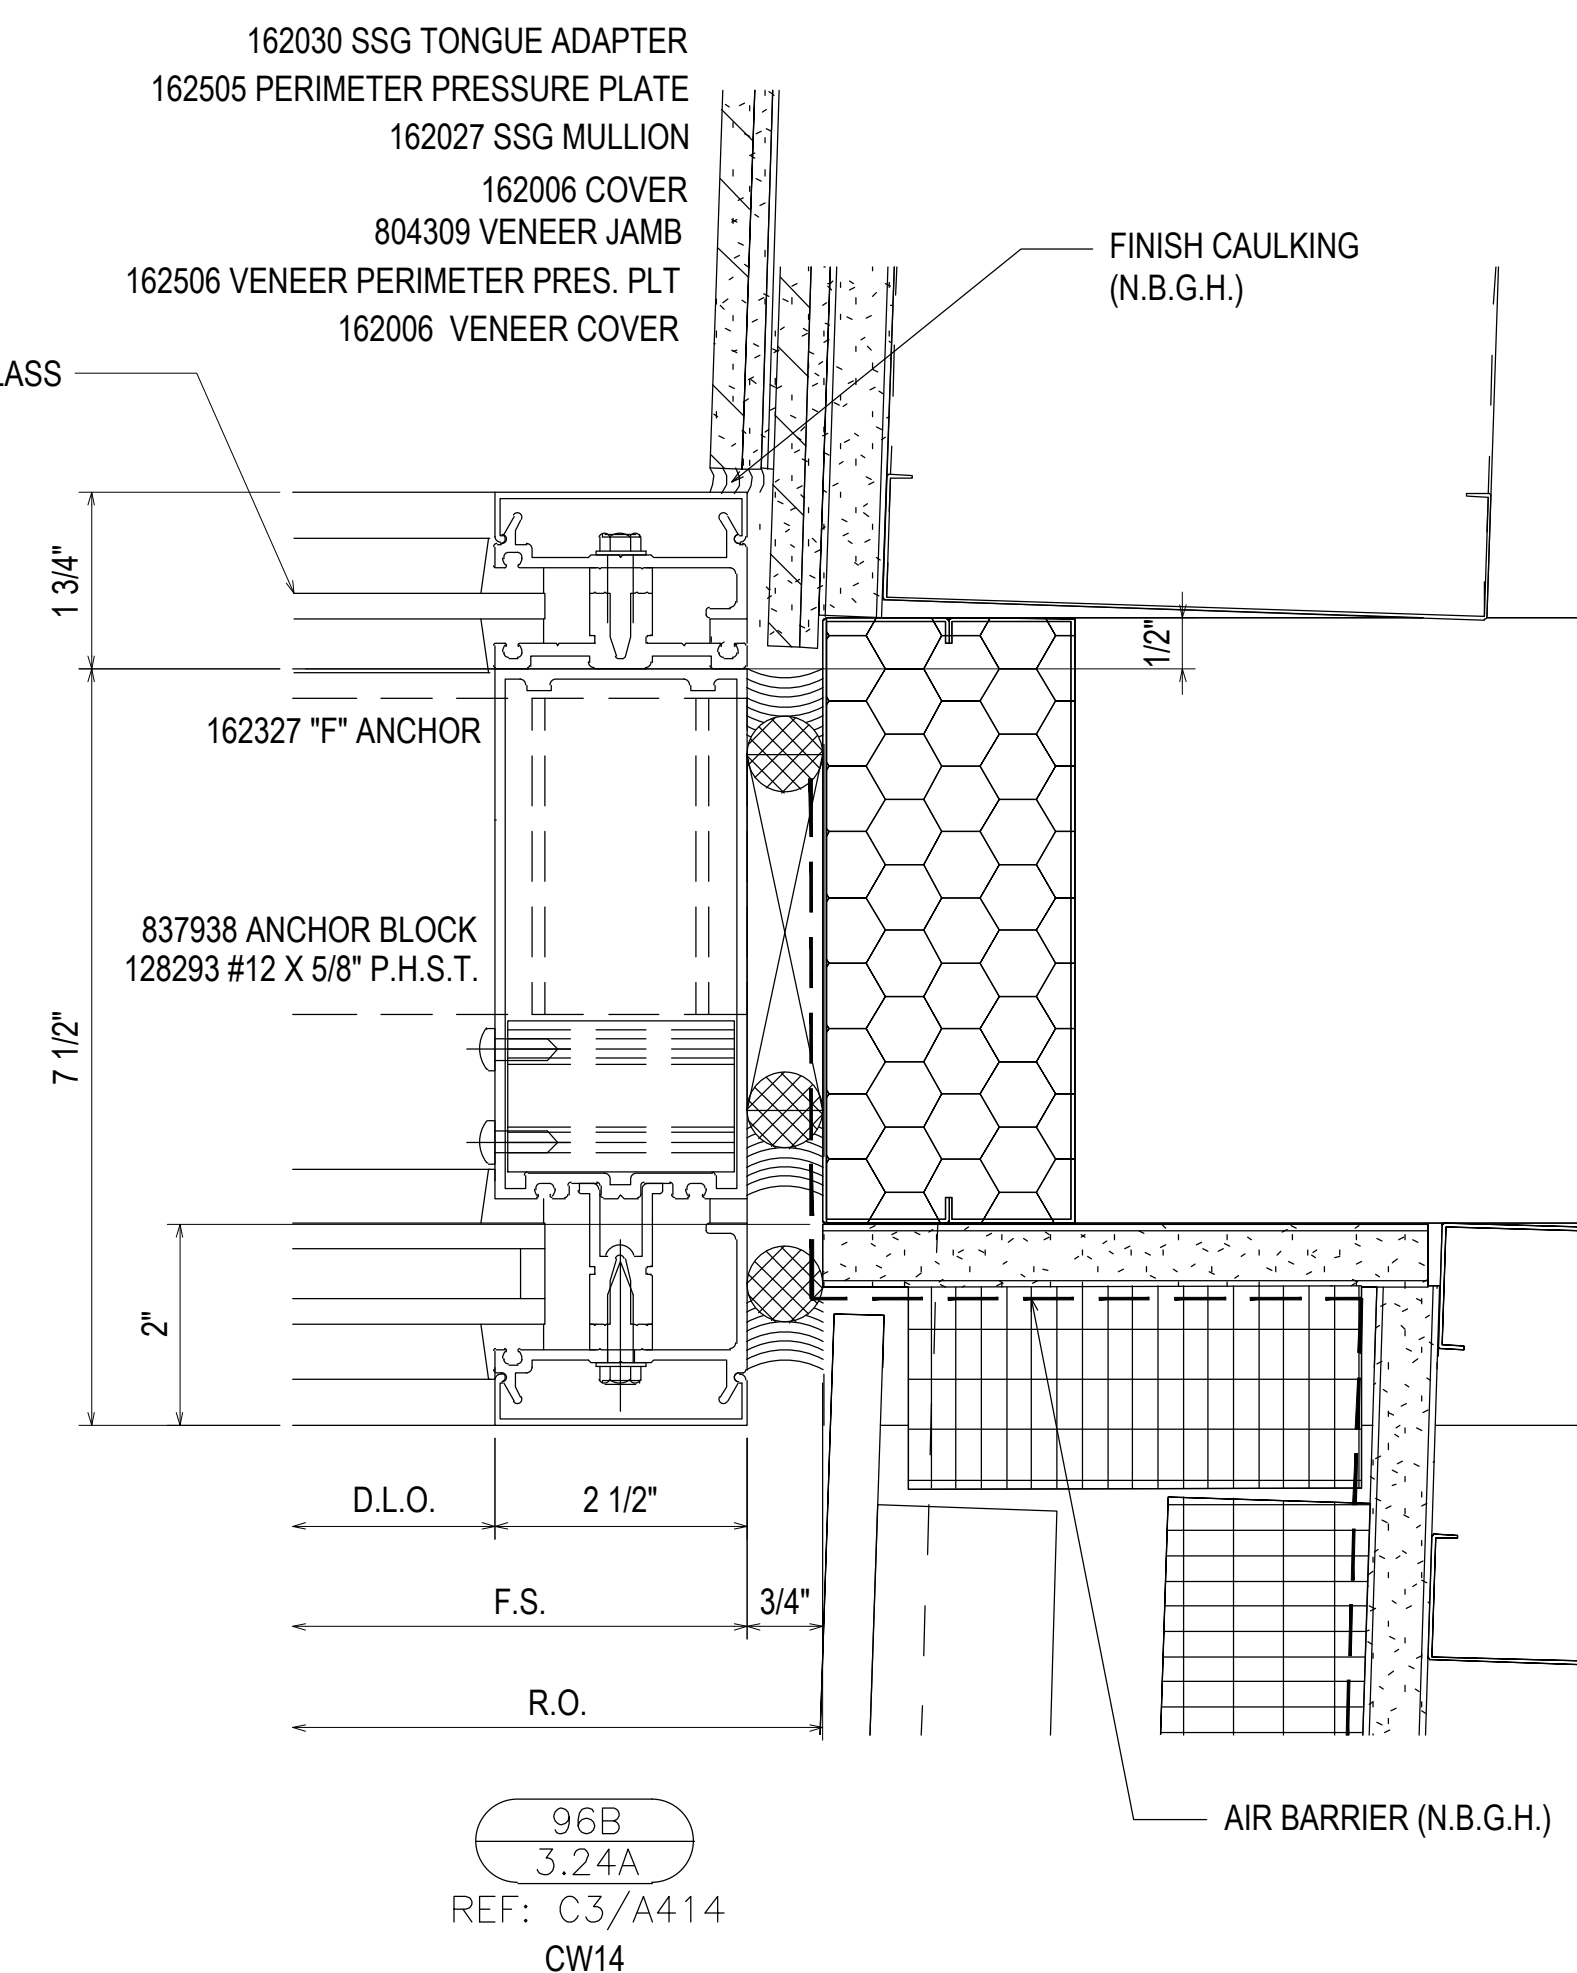 162030 SSG TONGUE ADAPTER
162505 PERIMETER PRESSURE PLATE
162027 SSG MULLION
162006 COVER
804309 VENEER JAMB
162506 VENEER PERIMETER PRES. PLT
162006 VENEER COVER
FINISH CAULKING
(N.B.G.H.)
LASS
1 3/4"
1/2"
162327 "F" ANCHOR
837938 ANCHOR BLOCK
128293 #12 X 5/8" P.H.S.T.
7 1/2"
2"
D.L.O.
2 1/2"
F.S.
3/4"
R.O.
AIR BARRIER (N.B.G.H.)
96B
3.24A
REF: C3/A414
CW14